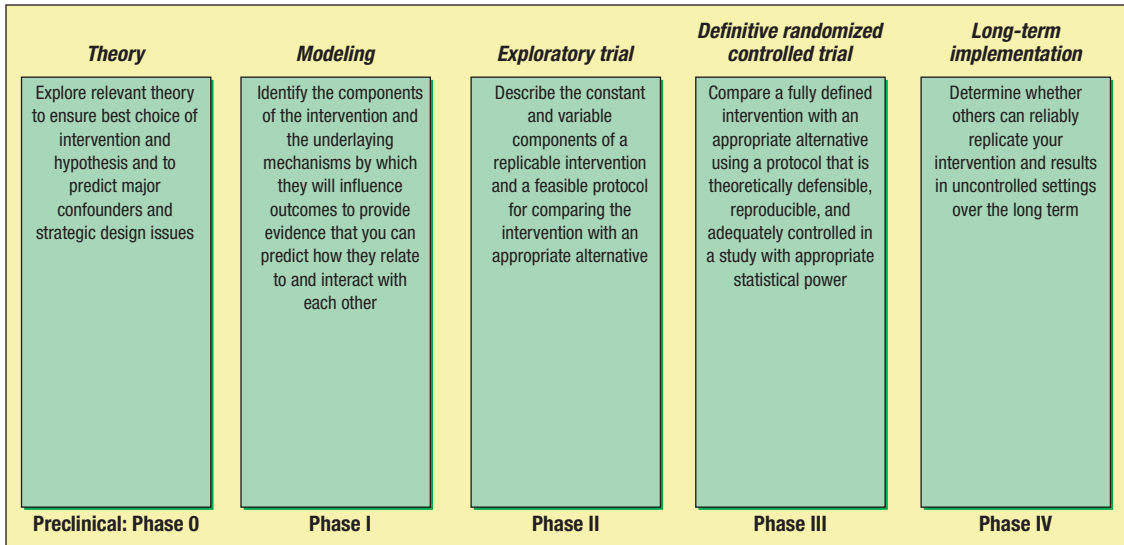 Theory
Explore relevant theory
to ensure best choice of
intervention and
hypothesis and to
predict major
confounders and
strategic design issues
Preclinical: Phase 0
Modeling
Identify the components
of the intervention and
the underlaying
mechanisms by which
they will influence
outcomes to provide
evidence that you can
predict how they relate
to and interact with
each other
Phase I
Exploratory trial
Describe the constant
and variable
components of a
replicable intervention
and a feasible protocol
for comparing the
intervention with an
appropriate alternative
Phase II
Definitive randomized
controlled trial
Compare a fully defined
intervention with an
appropriate alternative
using a protocol that is
theoretically defensible,
reproducible, and
adequately controlled in
a study with appropriate
statistical power
Phase III
Long-term
implementation
Determine whether
others can reliably
replicate your
intervention and results
in uncontrolled settings
over the long term
Phase IV